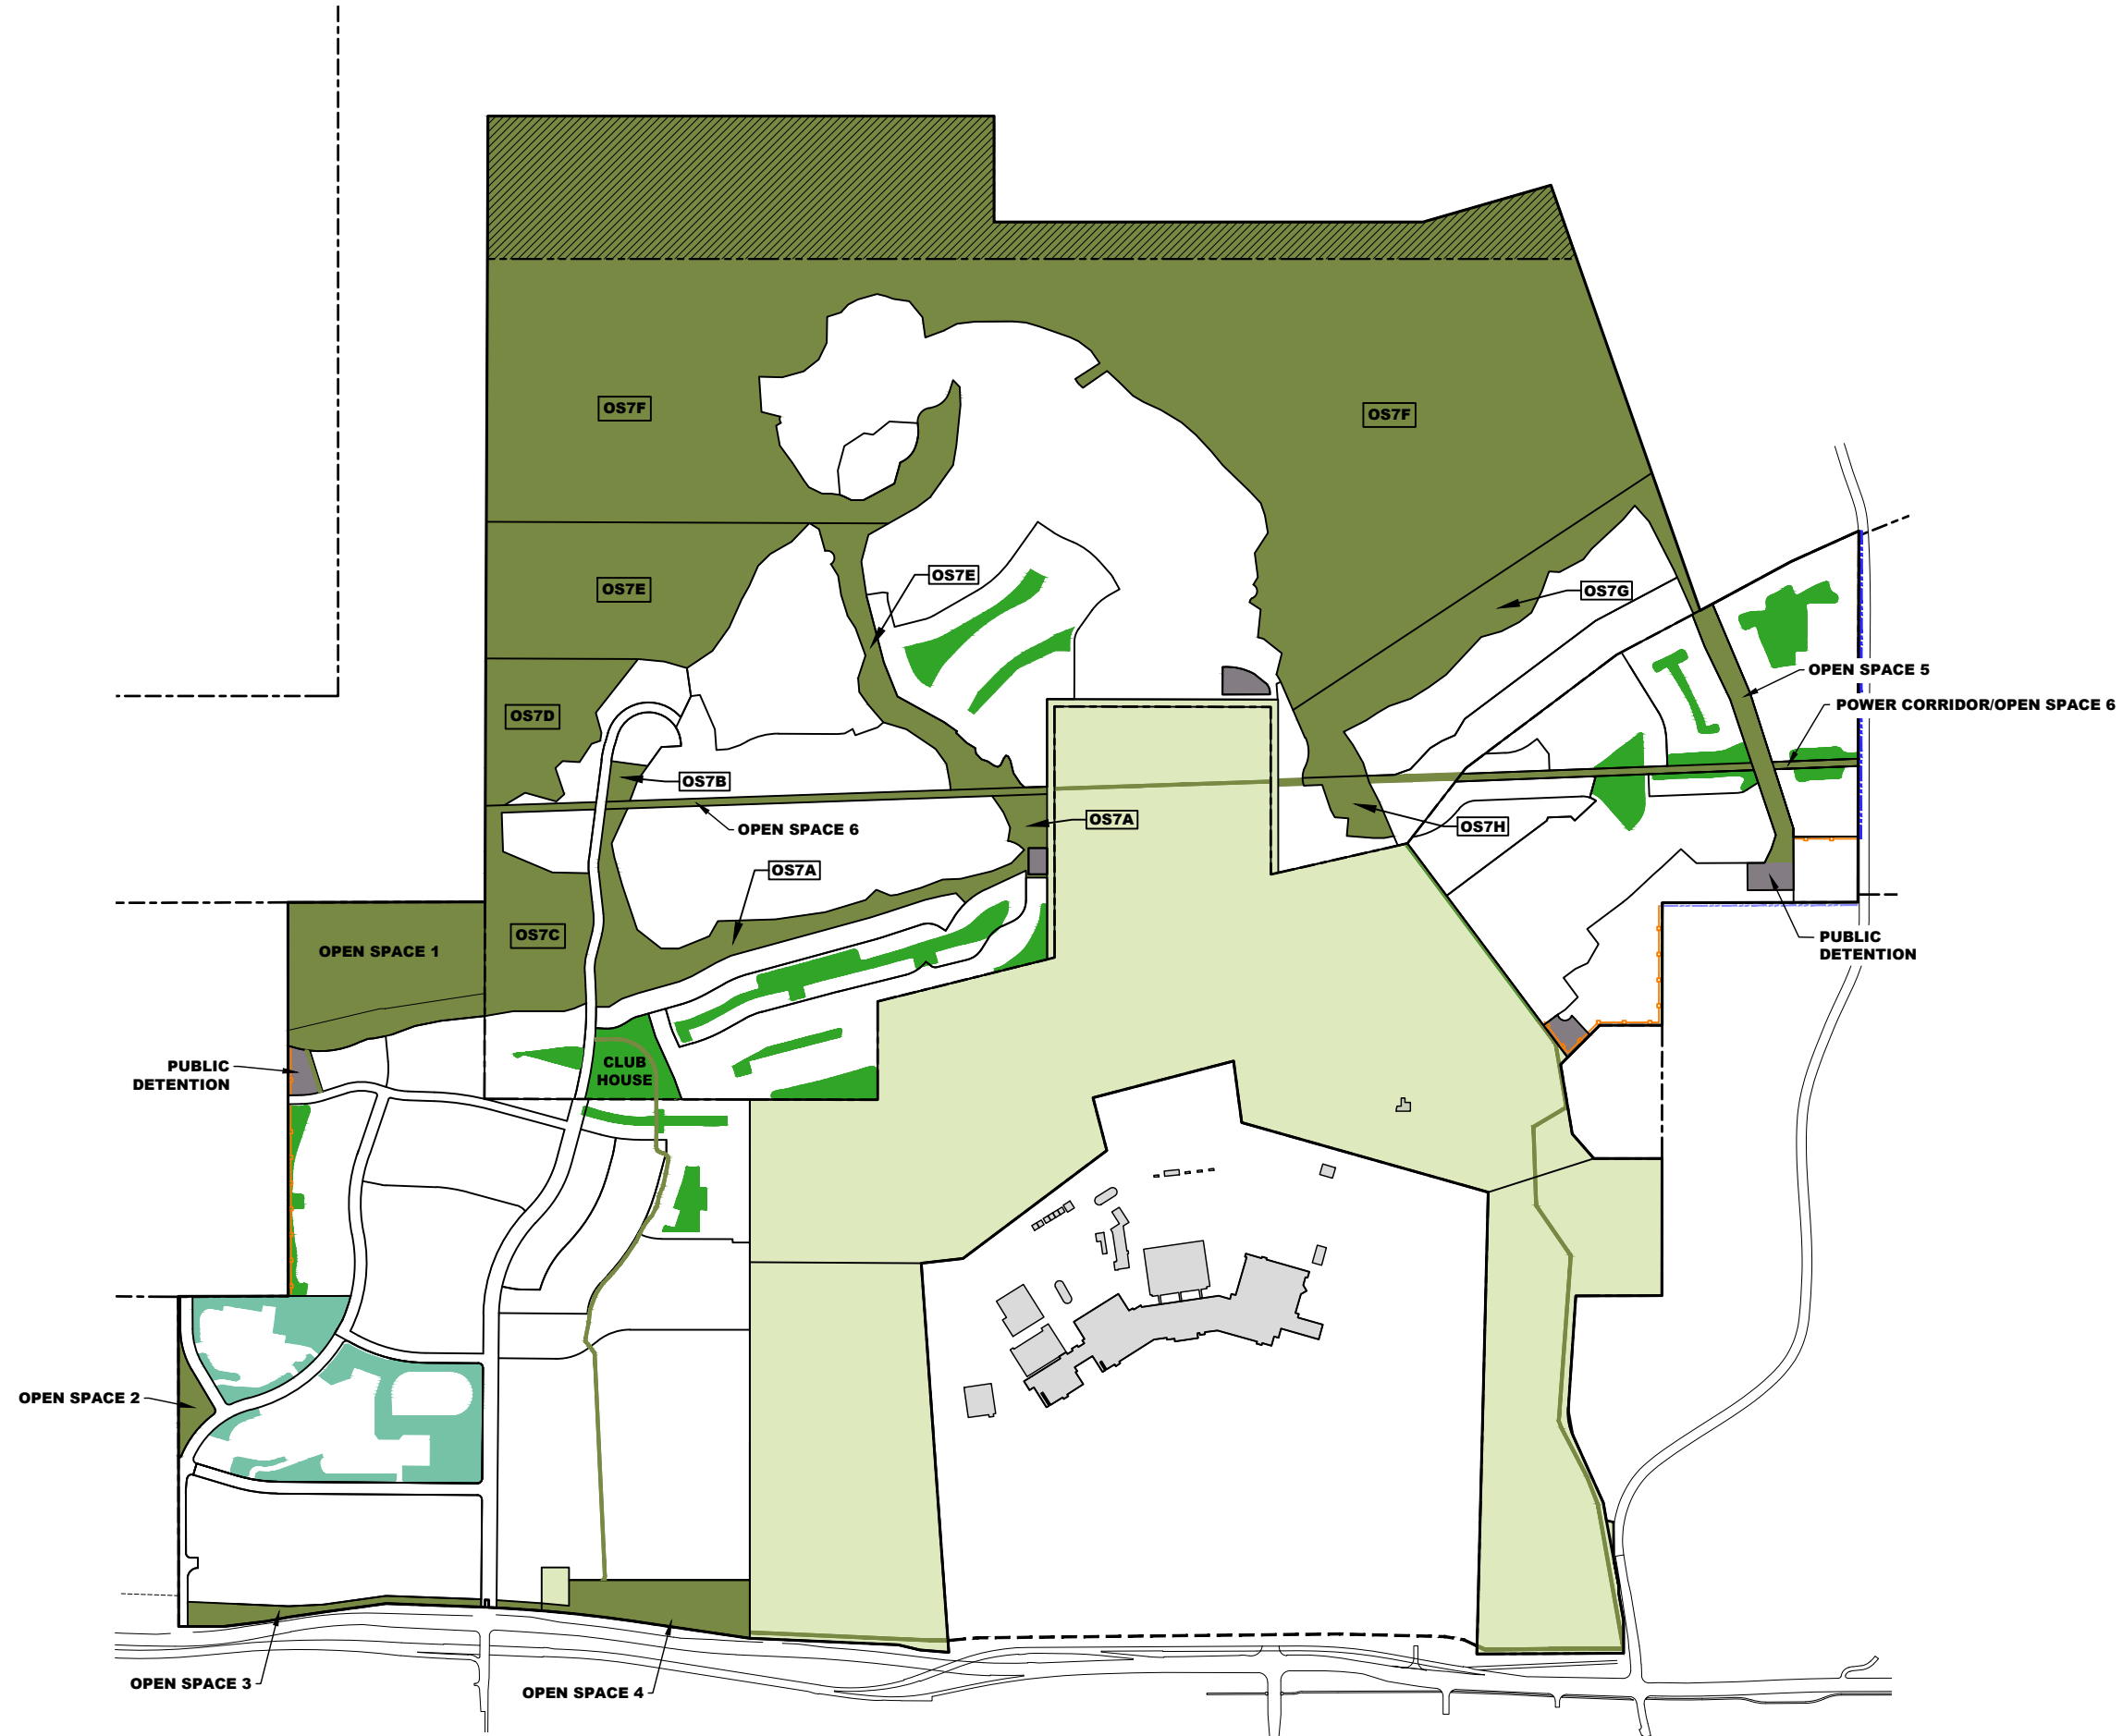 OS7F
OS7F
OS7E
OS7E
OS7G
OPEN SPACE 5
POWER CORRIDOR/OPEN SPACE 6
OS7D
OS7B
OPEN SPACE 6
OS7A
OS7H
OS7A
OS7C
OPEN SPACE 1
PUBLIC
DETENTION
PUBLIC
DETENTION
CLUB
HOUSE
OPEN SPACE 2
OPEN SPACE 3
OPEN SPACE 4